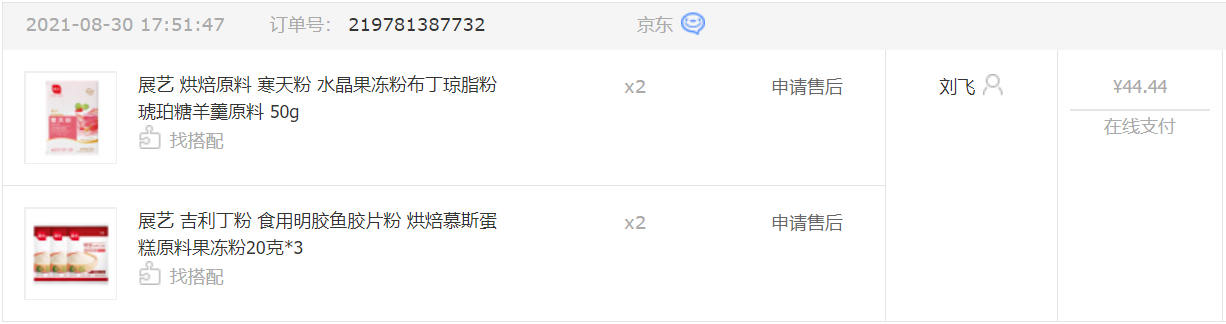 2021-08-30 17:51:47 订单号: 219781387732 京东
展艺 烘焙原料 寒天粉 水晶果冻粉布丁琼脂粉 x2 申请售后 刘飞 ¥44.44
琥珀糖羊羹原料 50g 在线支付
找搭配
展艺 吉利丁粉 食用明胶鱼胶片粉 烘焙慕斯蛋 x2 申请售后
糕原料果冻粉20克*3
找搭配